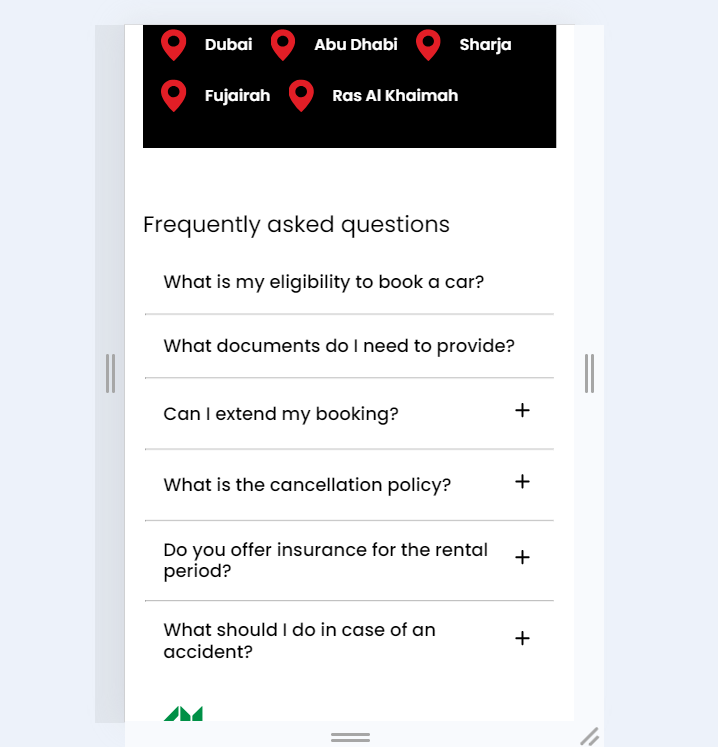 Dubai Abu Dhabi Sharja
Fujairah Ras Al Khaimah
Frequently asked questions
What is my eligibility to book a car?
What documents do I need to provide?
Can I extend my booking? +
What is the cancellation policy? +
Do you offer insurance for the rental
period? +
What should I do in case of an
accident? +